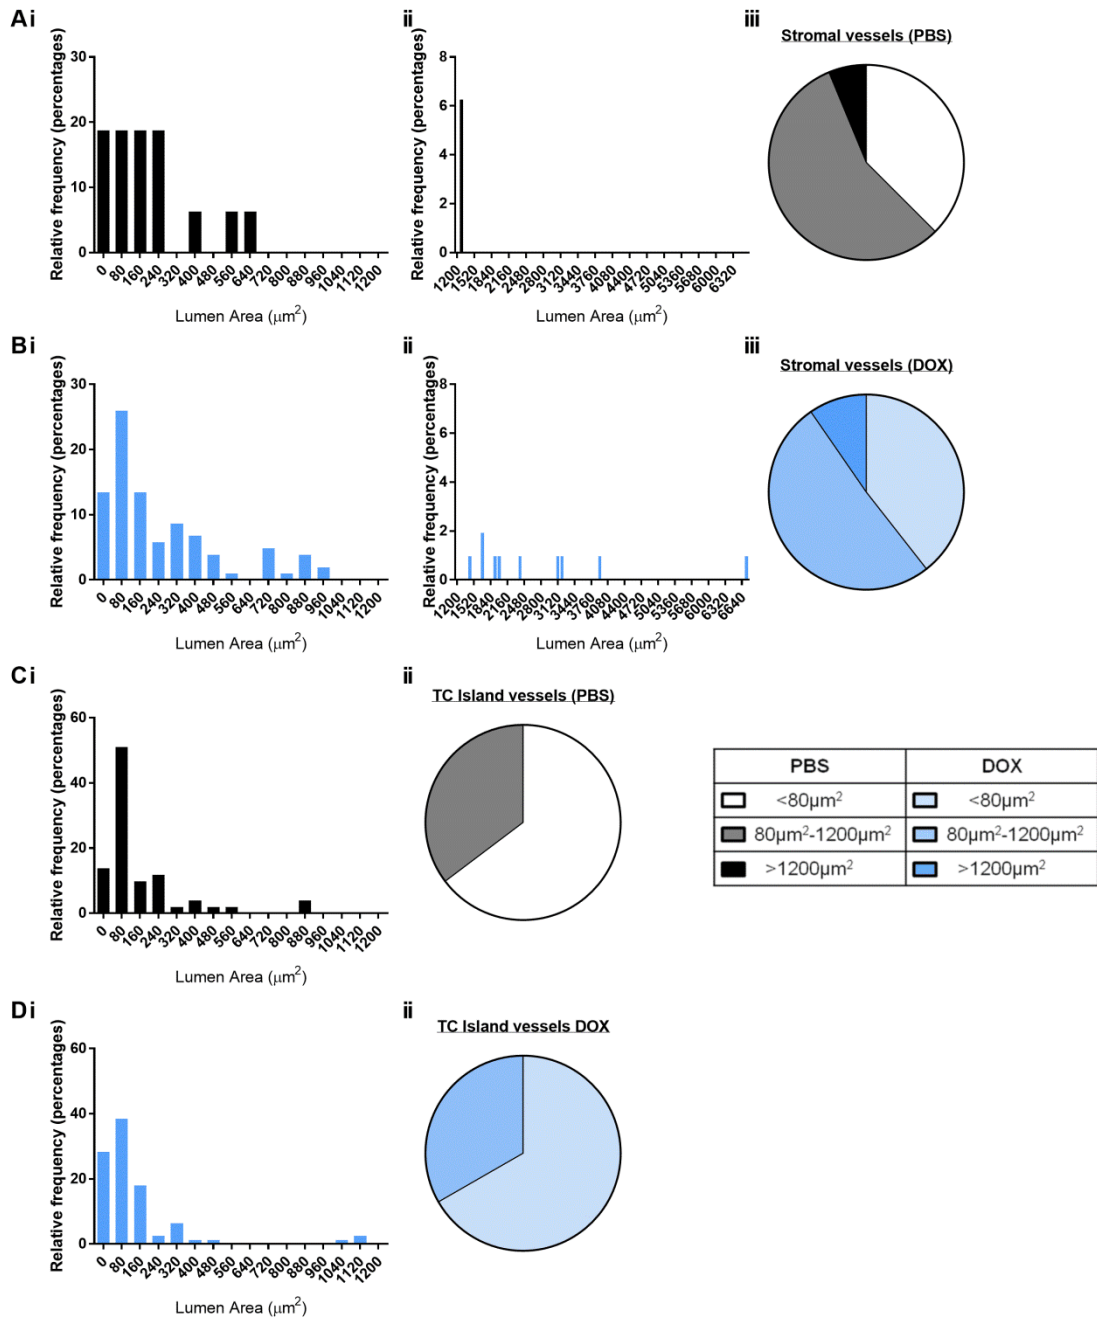 A i
ii
iii
Stromal vessels (PBS)
Relative frequency (percentages)
30
20
10
0
0 80 160 240 320 400 480 560 640 720 800 880 960 1040 1120 1200
Lumen Area (μm²)
Relative frequency (percentages)
8
6
4
2
0
1200 1520 1840 2160 2480 2800 3120 3440 3760 4080 4400 4720 5040 5360 5680 6000 6320
Lumen Area (μm²)
B i
ii
iii
Stromal vessels (DOX)
Relative frequency (percentages)
30
20
10
0
0 80 160 240 320 400 480 560 640 720 800 880 960 1040 1120 1200
Lumen Area (μm²)
Relative frequency (percentages)
8
6
4
2
0
1200 1520 1840 2160 2480 2800 3120 3440 3760 4080 4400 4720 5040 5360 5680 6000 6320 6640
Lumen Area (μm²)
C i
ii
TC Island vessels (PBS)
Relative frequency (percentages)
60
40
20
0
0 80 160 240 320 400 480 560 640 720 800 880 960 1040 1120 1200
Lumen Area (μm²)
PBS DOX
<80μm² <80μm²
80μm²-1200μm² 80μm²-1200μm²
>1200μm² >1200μm²
D i
ii
TC Island vessels DOX
Relative frequency (percentages)
60
40
20
0
0 80 160 240 320 400 480 560 640 720 800 880 960 1040 1120 1200
Lumen Area (μm²)